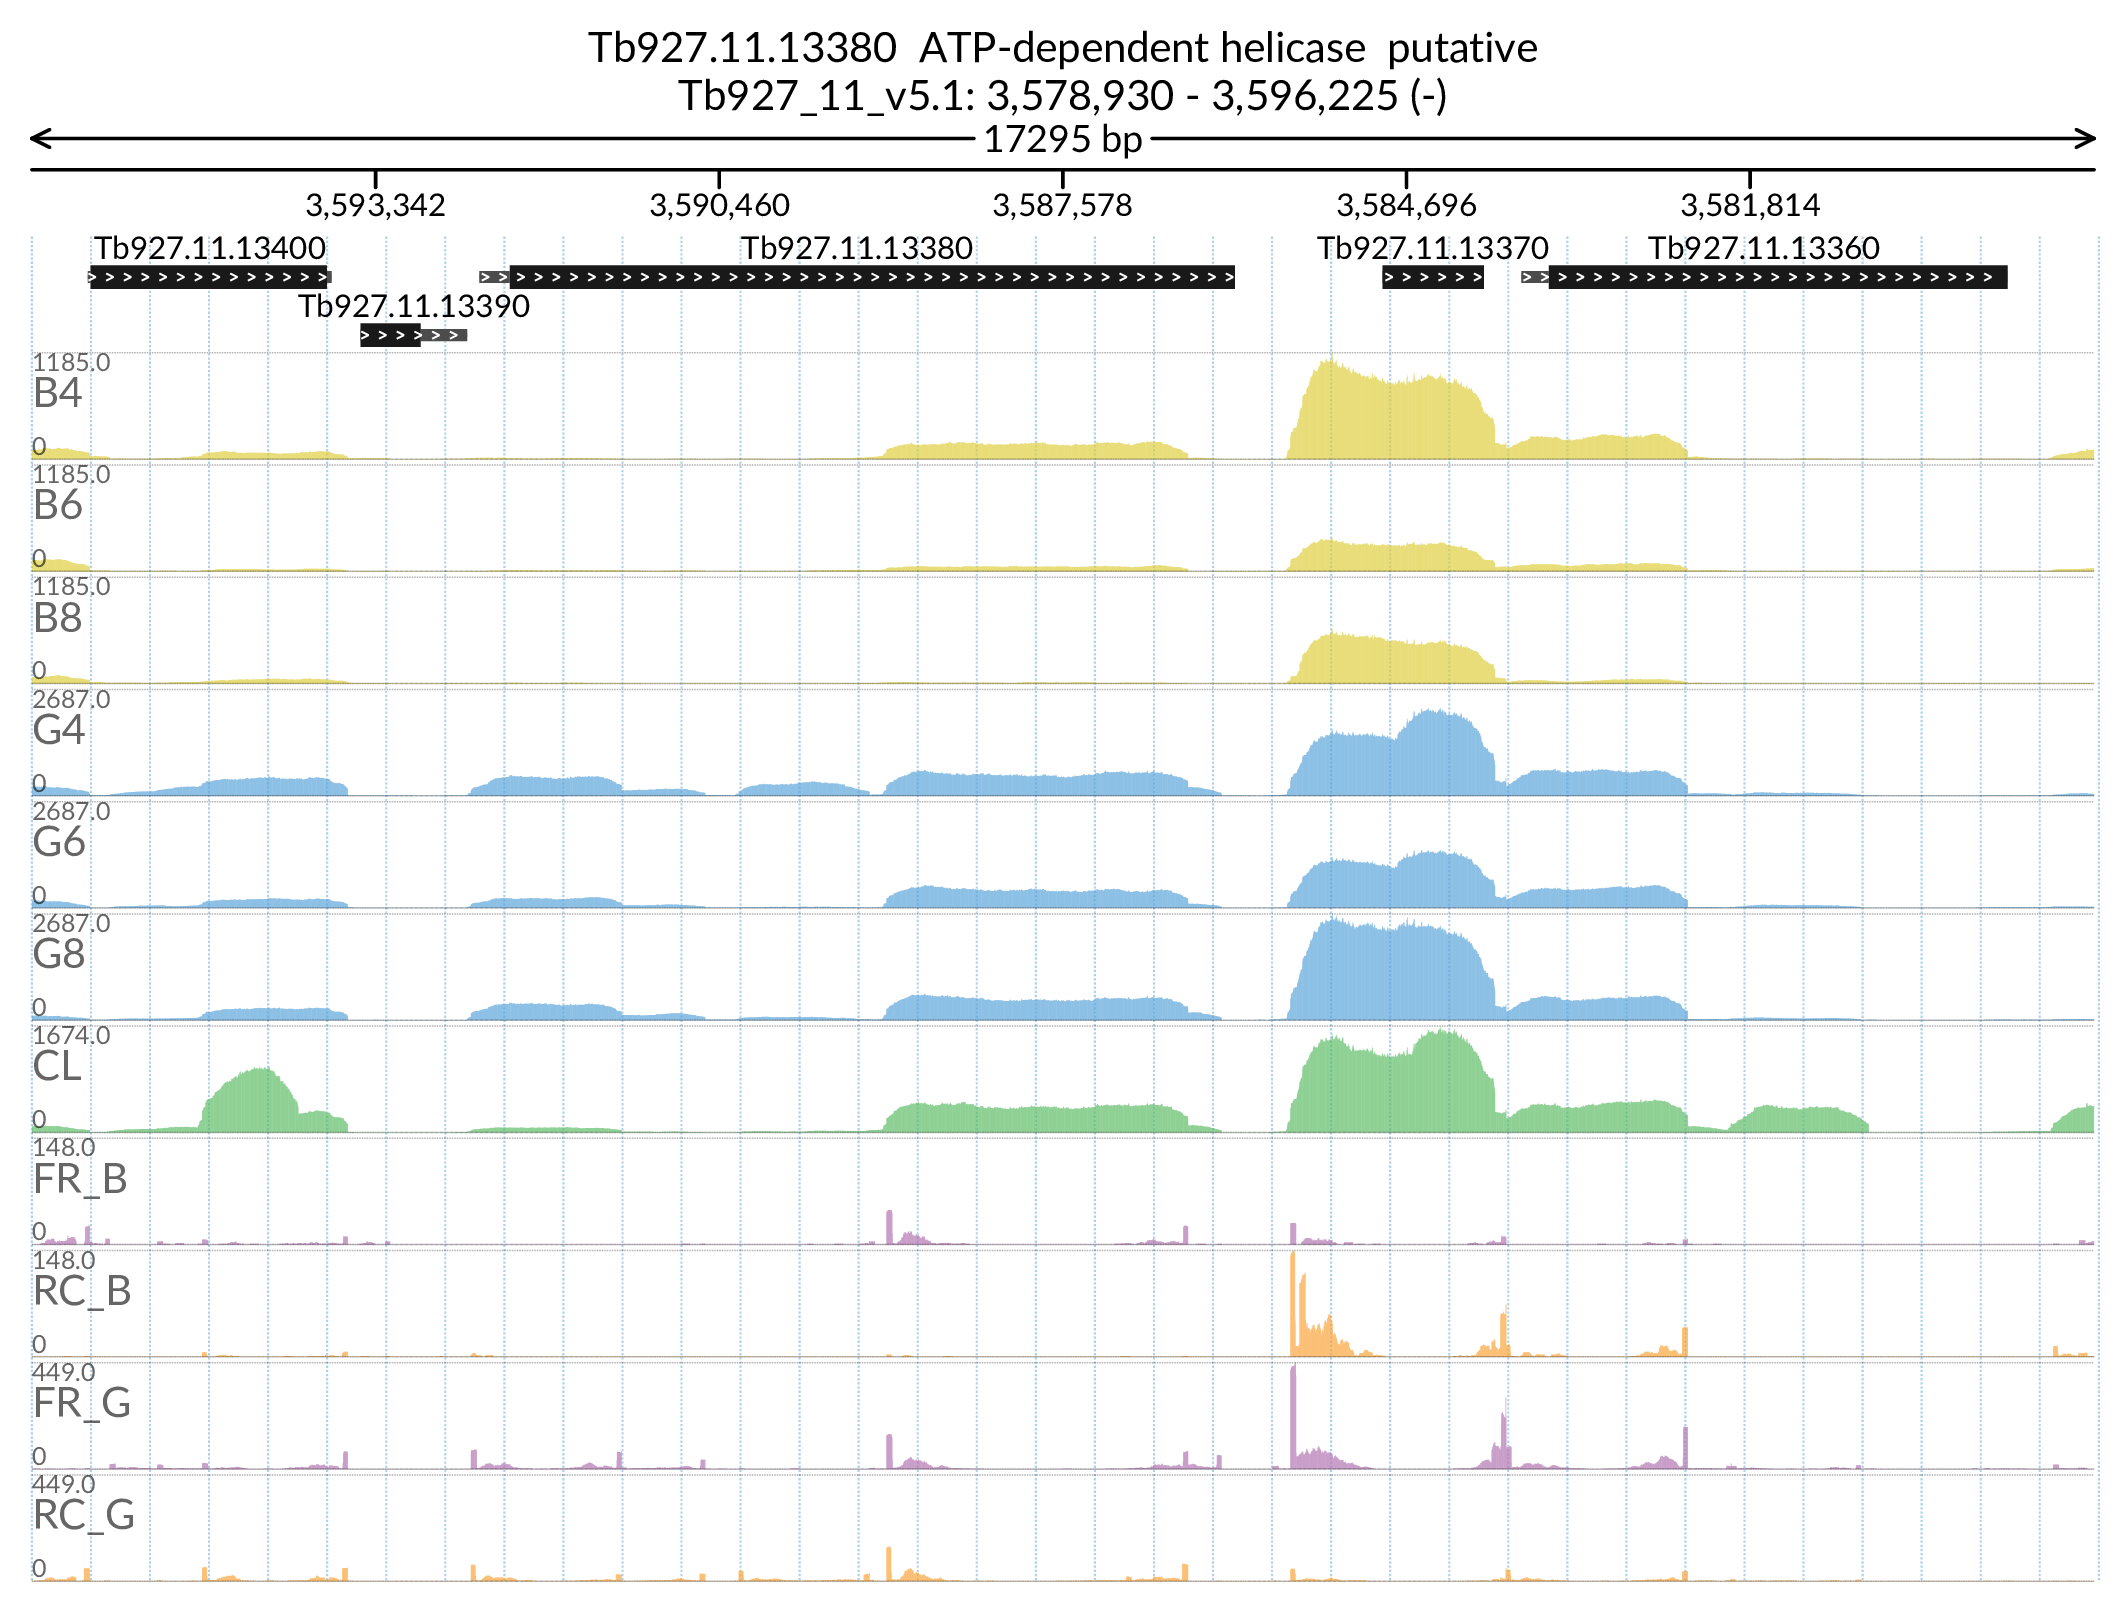 Tb927.11.13380 ATP-dependent helicase putative
Tb927_11_v5.1: 3,578,930 - 3,596,225 (-)
17295 bp
3,593,342 3,590,460 3,587,578 3,584,696 3,581,814
Tb927.11.13400 Tb927.11.13380 Tb927.11.13370 Tb927.11.13360
Tb927.11.13390
1185.0
B4
0
1185.0
B6
0
1185.0
B8
0
2687.0
G4
0
2687.0
G6
0
2687.0
G8
0
1674.0
CL
0
148.0
FR_B
0
148.0
RC_B
0
449.0
FR_G
0
449.0
RC_G
0